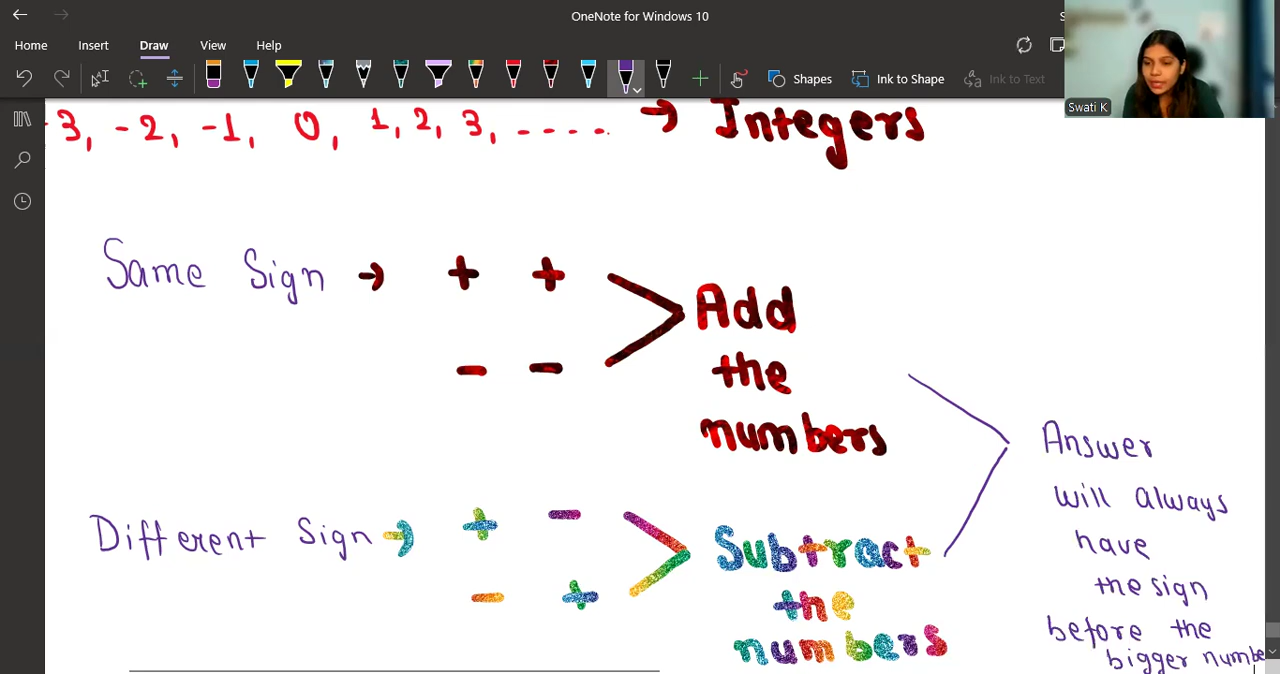 OneNote for Windows 10
Home Insert Draw View Help
Shapes Ink to Shape Ink to Text
Swati K
-3, -2, -1, 0, 1, 2, 3, ..... → Integers
Same Sign → + +
- -
Add
the
numbers
Different Sign → + -
- +
Subtract
the
numbers
Answer
will always
have
the sign
before the
bigger numbe